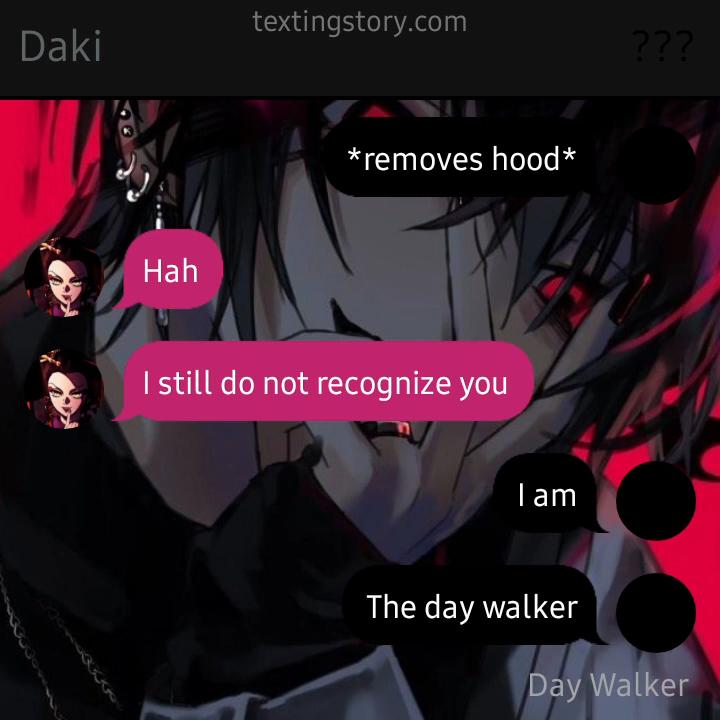 textingstory.com
Daki
???
*removes hood*
Hah
I still do not recognize you
I am
The day walker
Day Walker